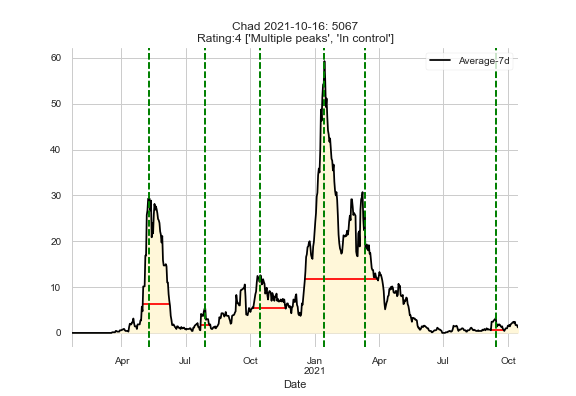 Chad 2021-10-16: 5067
Rating:4 ['Multiple peaks', 'In control']
Average-7d
60
50
40
30
20
10
0
Apr
Jul
Oct
Jan
2021
Apr
Jul
Oct
Date